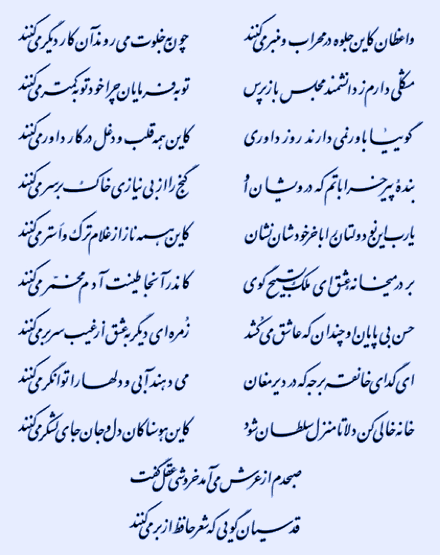 واعظان کاین جلوه در محراب و منبر می‌کنند چون به خلوت می‌روند آن کار دیگر می‌کنند
مشکلی دارم ز دانشمند مجلس بازپرس توبه فرمایان چرا خود توبه کمتر می‌کنند
گوییا باور نمی‌دارند روز داوری کاین همه قلب و دغل در کار داور می‌کنند
بندهٔ پیر خراباتم که درویشان او گنج را از بی نیازی خاک بر سر می‌کنند
یارب این نودولتان را با خر خودشان نشان کاین همه ناز از غلام ترک و استر می‌کنند
بر در میخانه عشق ای ملک تسبیح گوی کاندر آنجا طینت آدم مخمر می‌کنند
حسن بی پایان او چندان که عاشق می‌کشد زمره‌ای دیگر به عشق از غیب سر بر می‌کنند
ای گدای خانقه برجه که در دیر مغان می‌دهند آبی و دلها را توانگر می‌کنند
خانه خالی کن دلا تا منزل سلطان شود کاین هوسناکان دل و جان جای لشکر می‌کنند
صبحدم از عرش می‌آمد خروشی عقل گفت
قدسیان گویی که شعر حافظ از بر می‌کنند